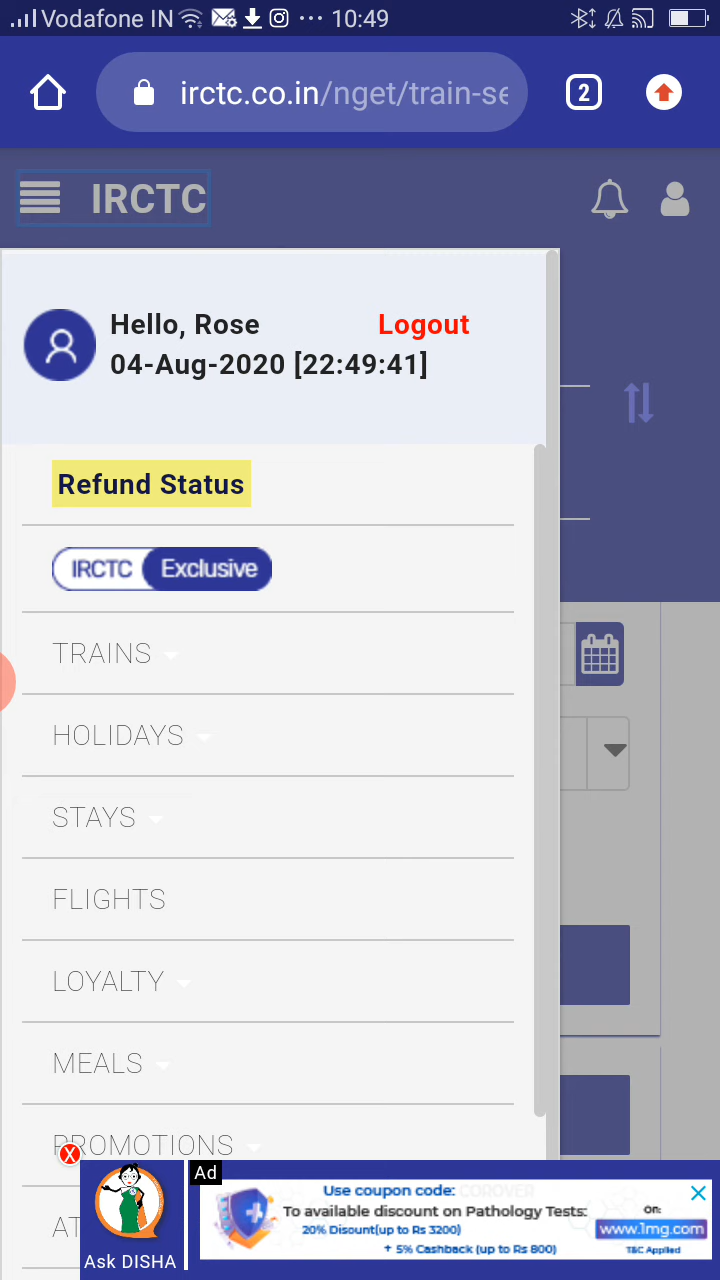 Vodafone IN ... 10:49
irctc.co.in/nget/train-se
2
IRCTC
Hello, Rose Logout
04-Aug-2020 [22:49:41]
Refund Status
IRCTC Exclusive
TRAINS
HOLIDAYS
STAYS
FLIGHTS
LOYALTY
MEALS
PROMOTIONS
AT
X
Ask DISHA
Ad
Use coupon code: COROVER
To available discount on Pathology Tests:
20% Disount(up to Rs 3200)
+ 5% Cashback (up to Rs 800)
On:
www.1mg.com
T&C Applied